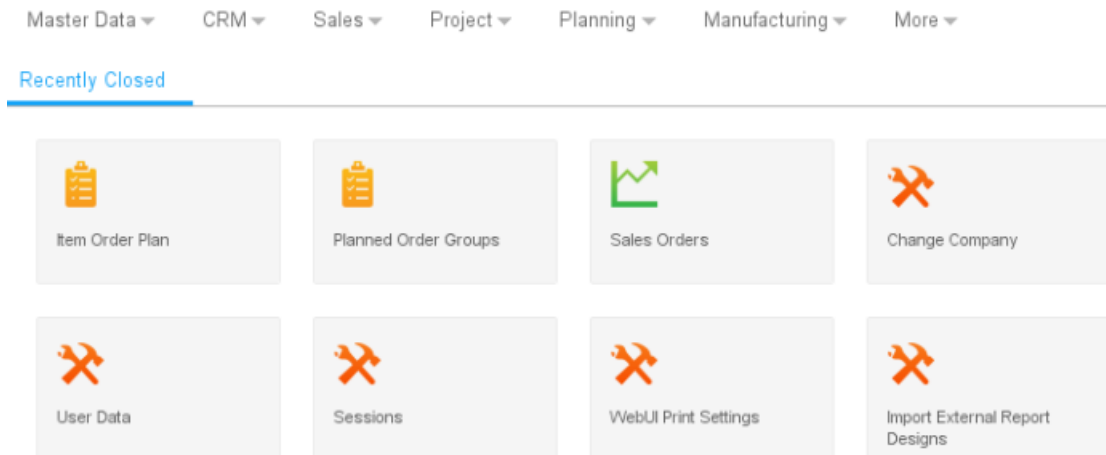 Master Data CRM Sales Project Planning Manufacturing More
Recently Closed
Item Order Plan Planned Order Groups Sales Orders Change Company
User Data Sessions WebUI Print Settings Import External Report
Designs